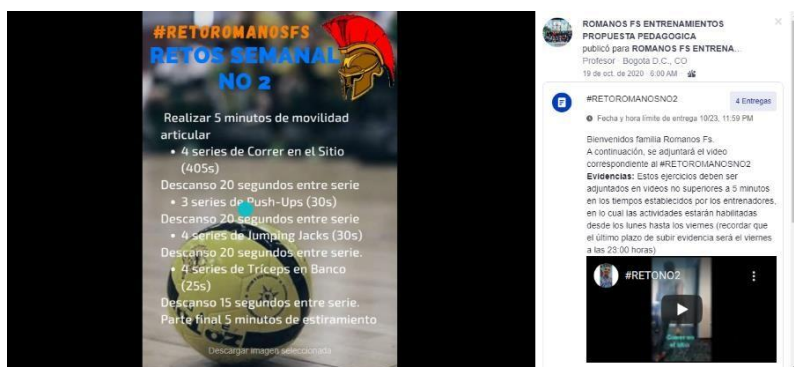 #RETOROMANOSFS
RETOS SEMANAL
NO 2
Realizar 5 minutos de movilidad
articular
• 4 series de Correr en el Sitio
(405s)
Descanso 20 segundos entre serie
• 3 series de Push-Ups (30s)
Descanso 20 segundos entre serie
• 4 series de Jumping Jacks (30s)
Descanso 20 segundos entre serie.
• 4 series de Tríceps en Banco
(25s)
Descanso 15 segundos entre serie.
Parte final 5 minutos de estiramiento
Descargar imagen seleccionada
ROMANOS FS ENTRENAMIENTOS
PROPUESTA PEDAGOGICA
publicó para ROMANOS FS ENTRENA...
Profesor · Bogota D.C., CO
19 de oct. de 2020 · 6:00 AM
#RETOROMANOSNO2
4 Entregas
Fecha y hora límite de entrega 10/23, 11:59 PM
Bienvenidos familia Romanos Fs.
A continuación, se adjuntará el video
correspondiente al #RETOROMANOSNO2
Evidencias: Estos ejercicios deben ser
adjuntados en videos no superiores a 5 minutos
en los tiempos establecidos por los entrenadores,
en lo cual las actividades estarán habilitadas
desde los lunes hasta los viernes (recordar que
el último plazo de subir evidencia será el viernes
a las 23:00 horas)
#RETONO2
Correr en
el sitio